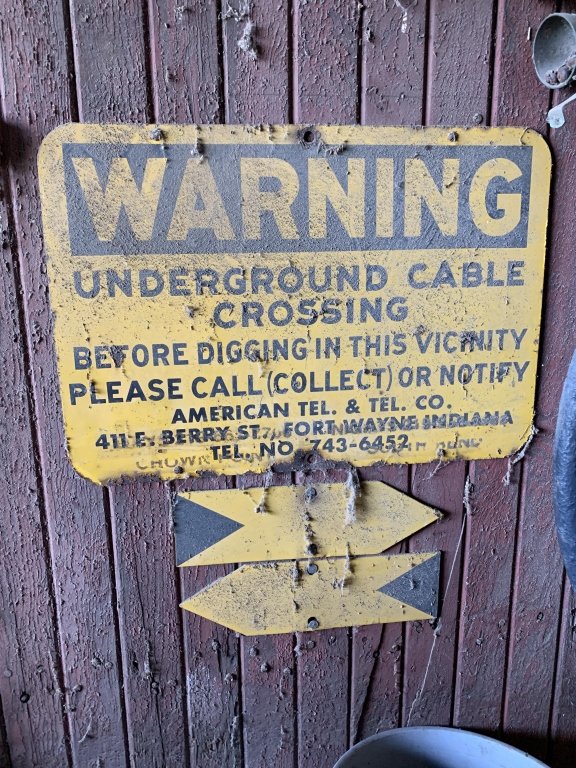 WARNING
UNDERGROUND CABLE
CROSSING
BEFORE DIGGING IN THIS VICINITY
PLEASE CALL (COLLECT) OR NOTIFY
AMERICAN TEL. & TEL. CO.
411 E. BERRY ST., FORT WAYNE INDIANA
TEL. NO. 743-6452